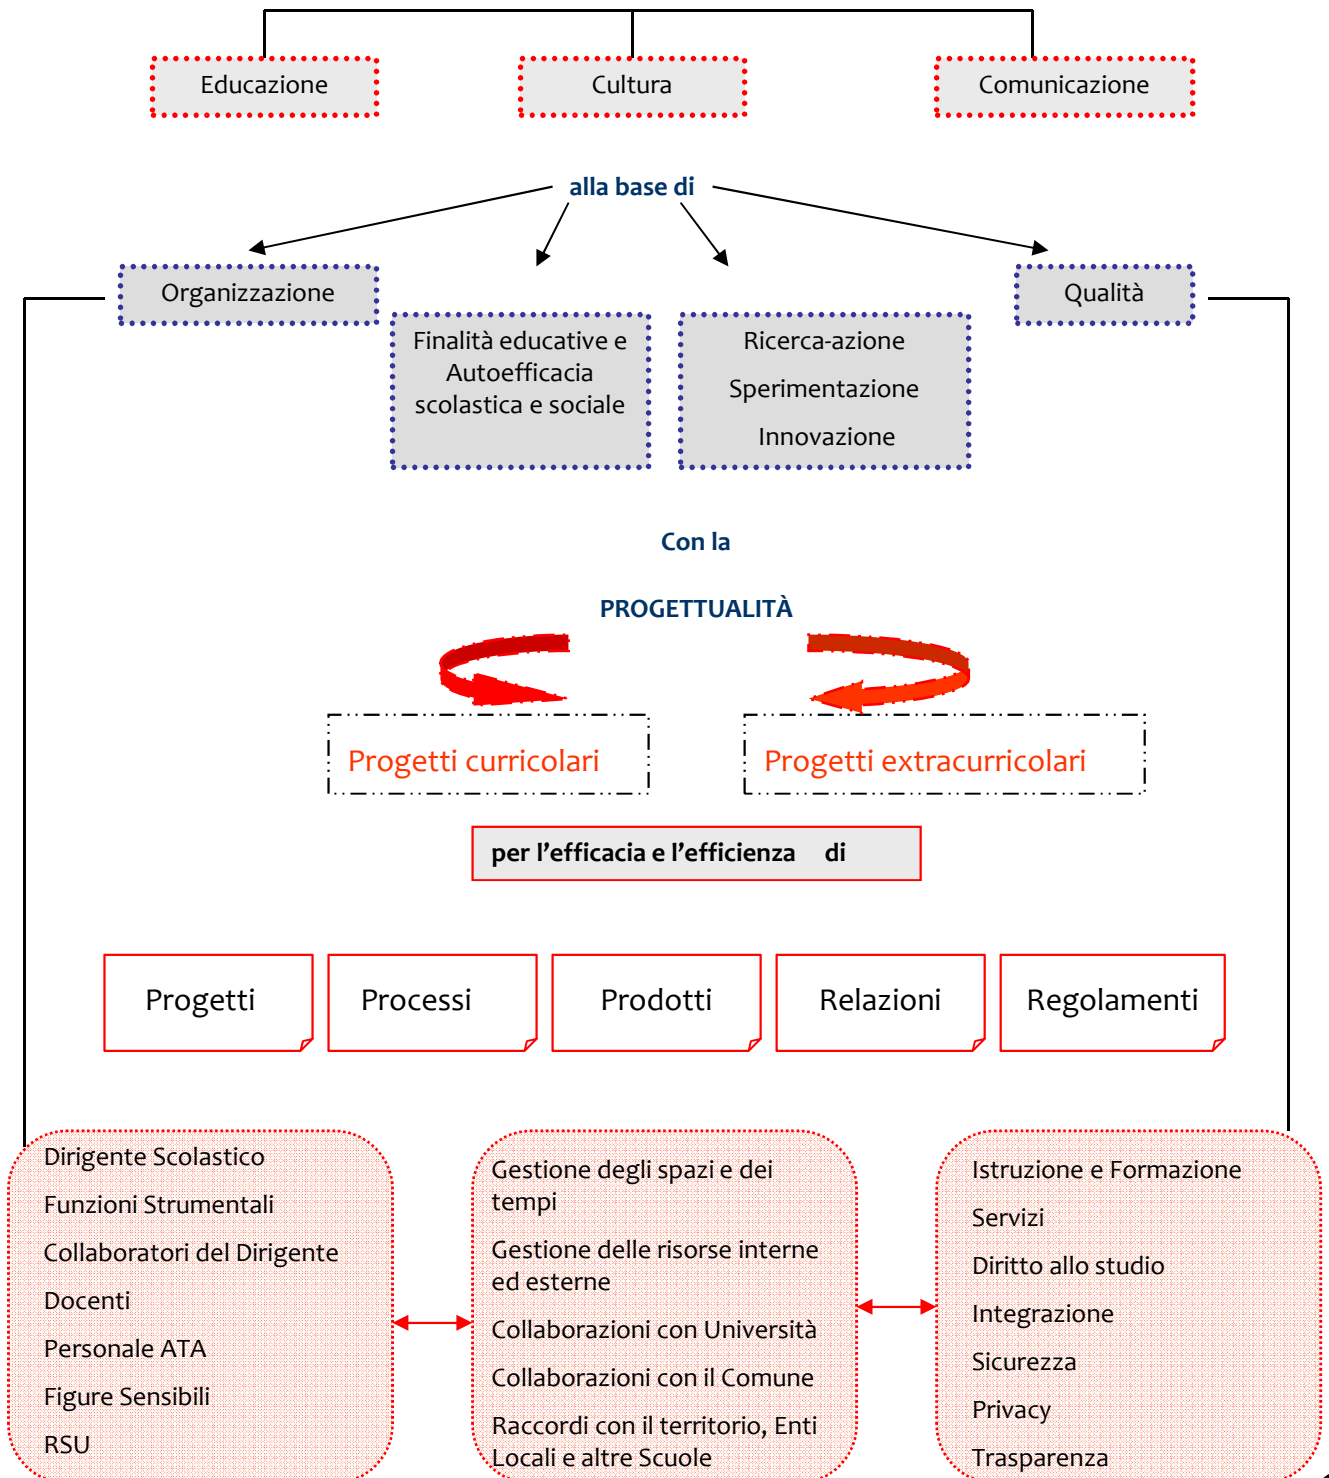 Educazione
Cultura
Comunicazione
alla base di
Organizzazione
Qualità
Finalità educative e
Autoefficacia
scolastica e sociale
Ricerca-azione
Sperimentazione
Innovazione
Con la
PROGETTUALITÀ
Progetti curricolari
Progetti extracurricolari
per l’efficacia e l’efficienza di
Progetti
Processi
Prodotti
Relazioni
Regolamenti
Dirigente Scolastico
Funzioni Strumentali
Collaboratori del Dirigente
Docenti
Personale ATA
Figure Sensibili
RSU
Gestione degli spazi e dei
tempi
Gestione delle risorse interne
ed esterne
Collaborazioni con Università
Collaborazioni con il Comune
Raccordi con il territorio, Enti
Locali e altre Scuole
Istruzione e Formazione
Servizi
Diritto allo studio
Integrazione
Sicurezza
Privacy
Trasparenza